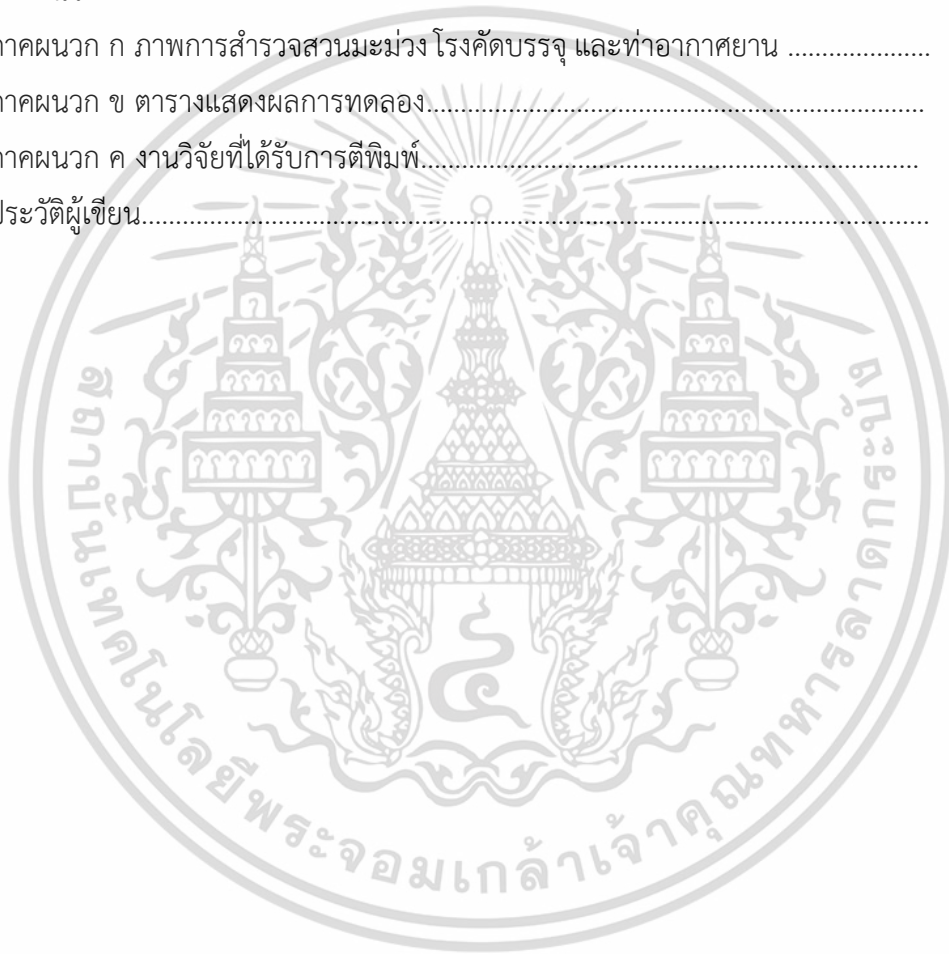 ภาคผนวก ก ภาพการสำรวจสวนมะม่วง โรงคัดบรรจุ และท่าอากาศยาน .....................
ภาคผนวก ข ตารางแสดงผลการทดลอง..........................................................................
ภาคผนวก ค งานวิจัยที่ได้รับการตีพิมพ์..........................................................................
ประวัติผู้เขียน.....................................................................................................................
สถาบันเทคโนโลยีพระจอมเกล้าเจ้าคุณทหารลาดกระบัง